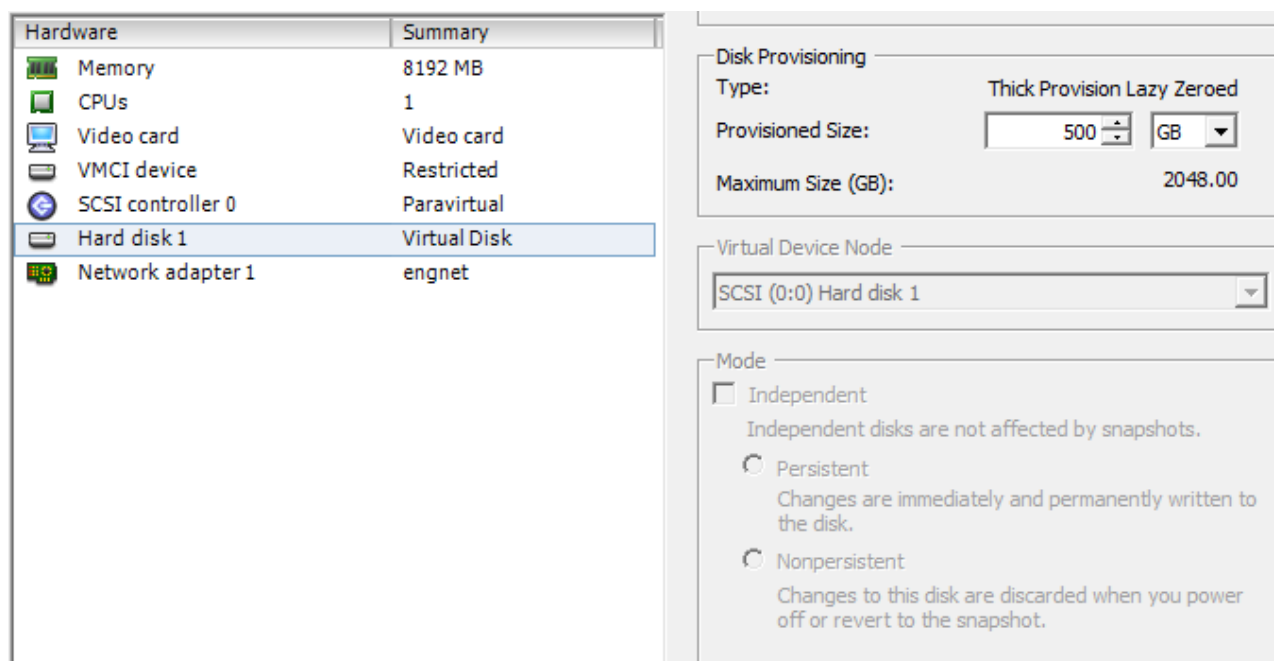 Hardware Summary
Memory 8192 MB
CPUs 1
Video card Video card
VMCI device Restricted
SCSI controller 0 Paravirtual
Hard disk 1 Virtual Disk
Network adapter 1 engnet
Disk Provisioning
Type: Thick Provision Lazy Zeroed
Provisioned Size: 500 GB
Maximum Size (GB): 2048.00
Virtual Device Node
SCSI (0:0) Hard disk 1
Mode
Independent
Independent disks are not affected by snapshots.
Persistent
Changes are immediately and permanently written to
the disk.
Nonpersistent
Changes to this disk are discarded when you power
off or revert to the snapshot.